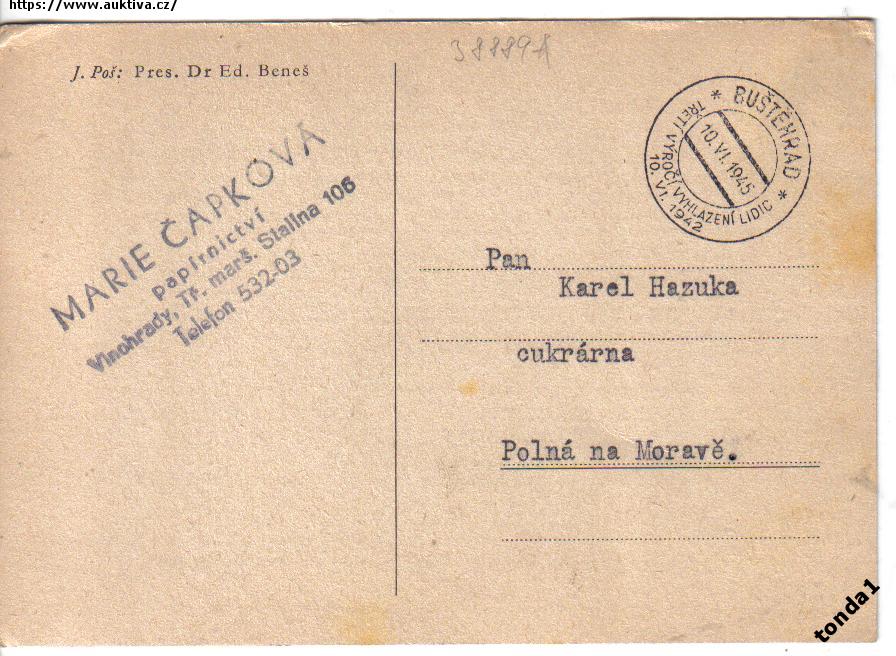 https://www.auktiva.cz/
38889A
J. Poš: Pres. Dr Ed. Beneš
MARIE ČAPKOVÁ
Papírnictví
Vinohrady, Tř. marš. Stalina 106
Telefon 532-03
* BUŠTĚHRAD *
10.VI.1945
TŘETÍ VÝROČÍ VYHLAZENÍ LIDIC
10.VI.1942
Pan
Karel Hazuka
cukrárna
Polná na Moravě.
tonda1